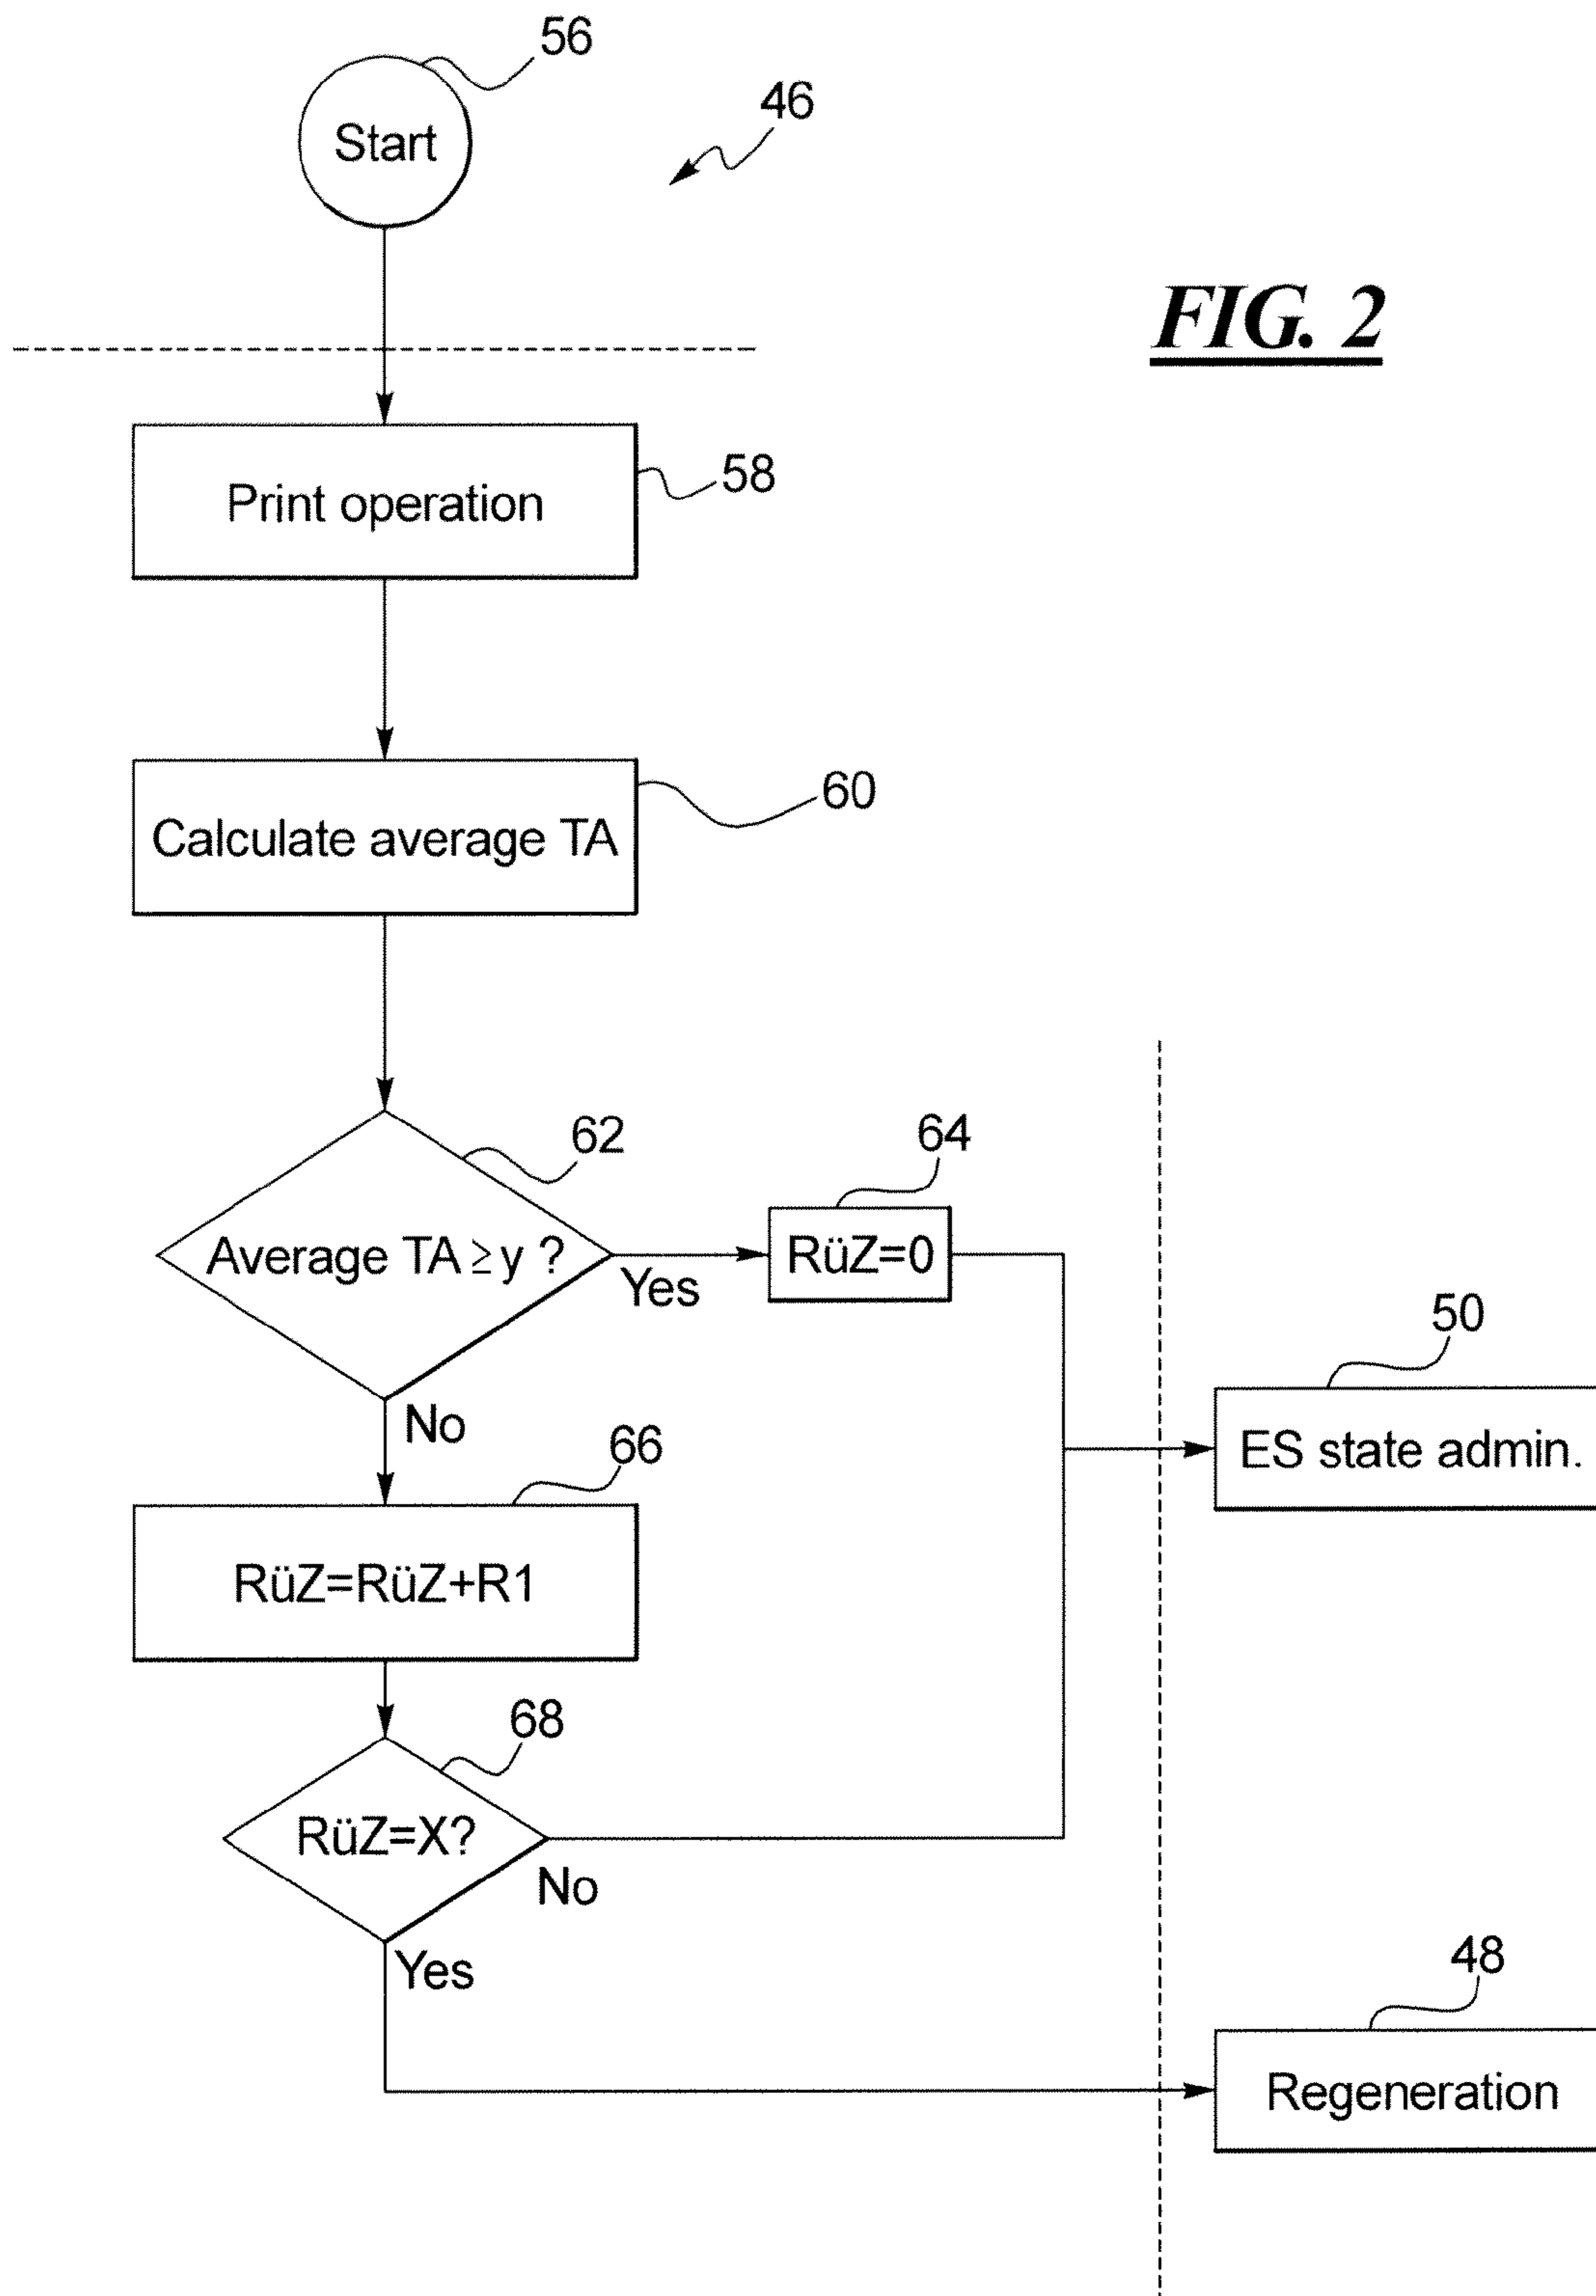 56
Start
46
FIG. 2
Print operation
58
Calculate average TA
60
62
Average TA ≥ y ?
Yes
64
RüZ=0
No
50
ES state admin.
66
RüZ=RüZ+R1
68
RüZ=X?
No
Yes
48
Regeneration